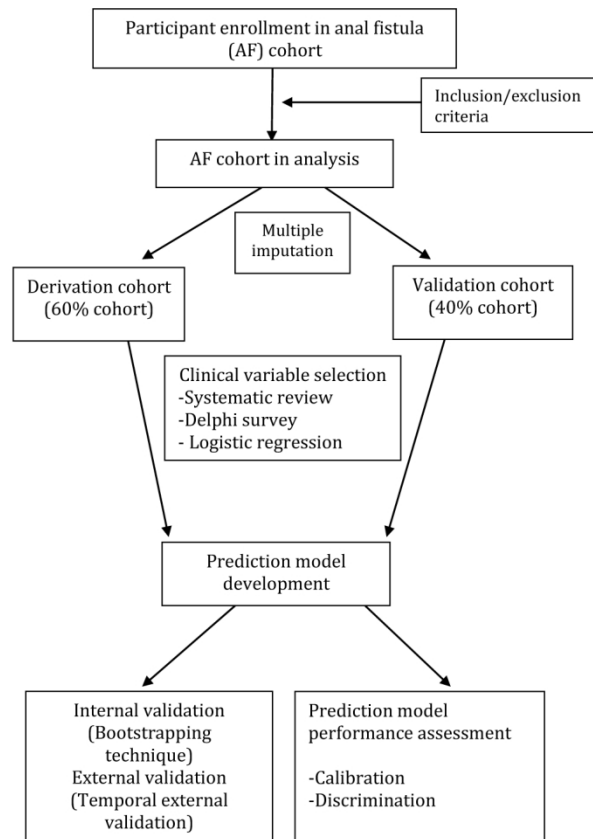 Participant enrollment in anal fistula
(AF) cohort
Inclusion/exclusion
criteria
AF cohort in analysis
Multiple
imputation
Derivation cohort
(60% cohort)
Validation cohort
(40% cohort)
Clinical variable selection
-Systematic review
-Delphi survey
- Logistic regression
Prediction model
development
Internal validation
(Bootstrapping
technique)
External validation
(Temporal external
validation)
Prediction model
performance assessment
-Calibration
-Discrimination